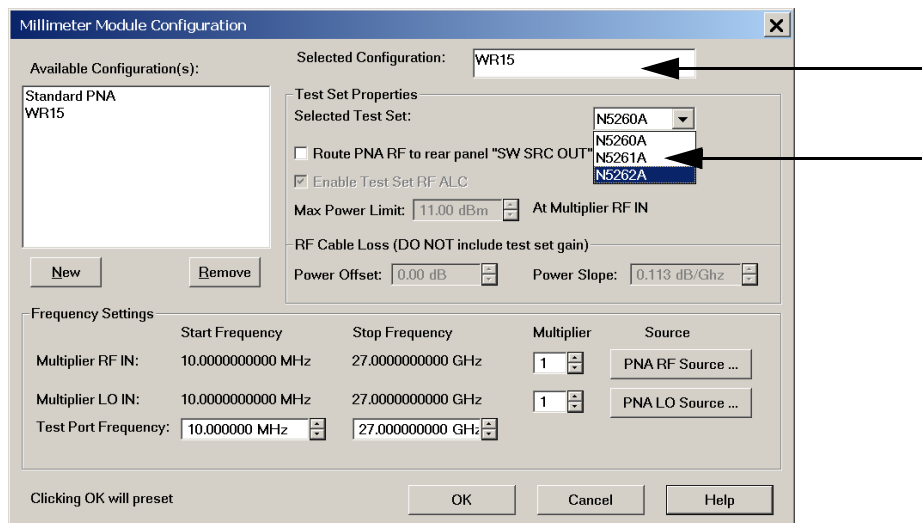 Millimeter Module Configuration
Available Configuration(s):
Standard PNA
WR15
New
Remove
Selected Configuration:
WR15
Test Set Properties
Selected Test Set:
N5260A
N5260A
N5261A
N5262A
Route PNA RF to rear panel "SW SRC OUT"
Enable Test Set RF ALC
Max Power Limit: 11.00 dBm At Multiplier RF IN
RF Cable Loss (DO NOT include test set gain)
Power Offset: 0.00 dB Power Slope: 0.113 dB/Ghz
Frequency Settings
Start Frequency Stop Frequency Multiplier Source
Multiplier RF IN: 10.0000000000 MHz 27.0000000000 GHz 1 PNA RF Source ...
Multiplier LO IN: 10.0000000000 MHz 27.0000000000 GHz 1 PNA LO Source ...
Test Port Frequency: 10.000000 MHz 27.000000000 GHz
Clicking OK will preset
OK
Cancel
Help